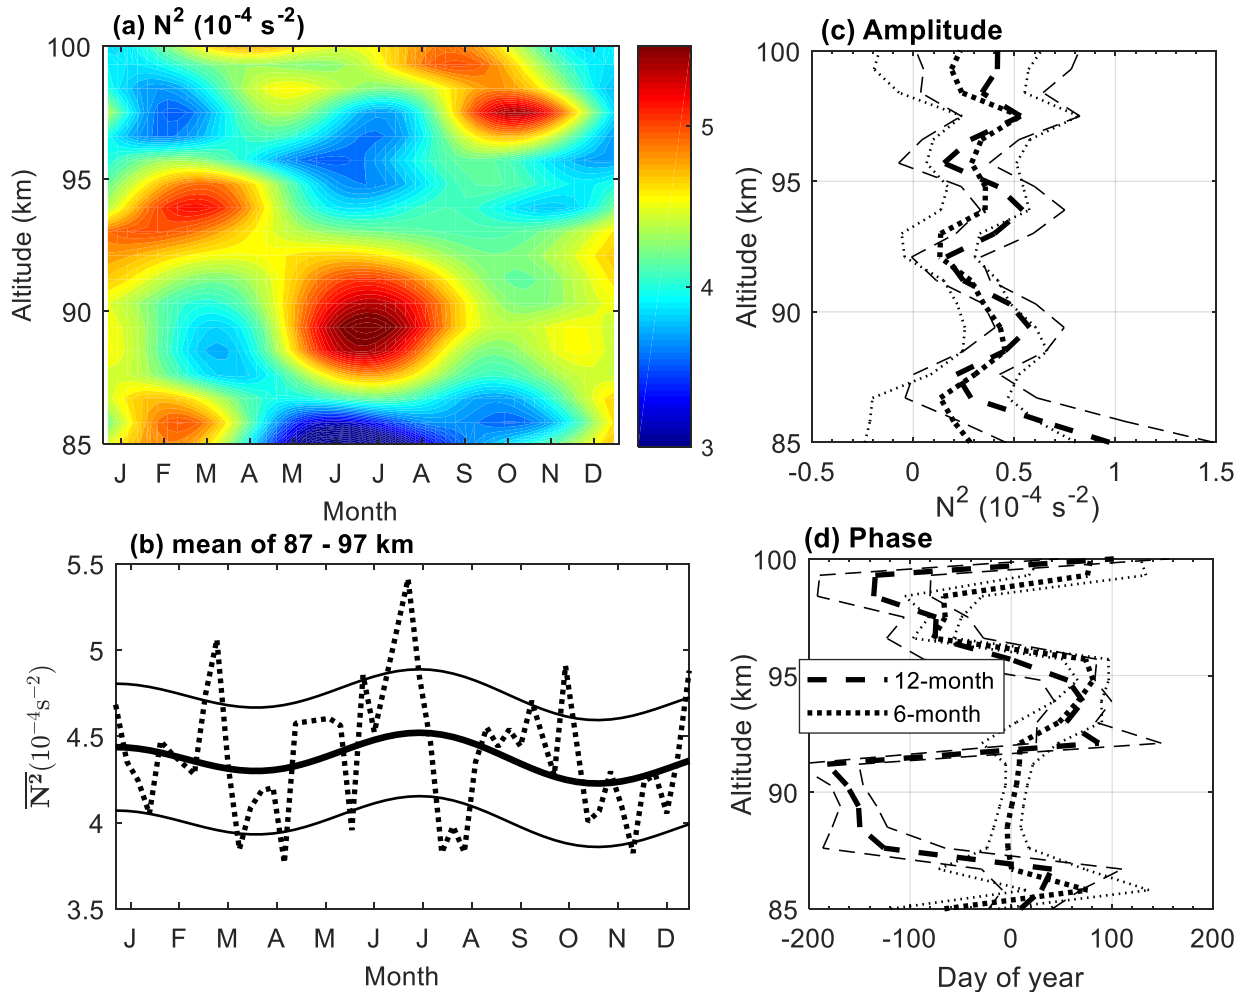 (a) N² (10⁻⁴ s⁻²)
100
95
90
85
Altitude (km)
J F M A M J J A S O N D
Month
5
4
3
(c) Amplitude
100
95
90
85
Altitude (km)
-0.5 0 0.5 1 1.5
N² (10⁻⁴ s⁻²)
(b) mean of 87 - 97 km
5.5
5
4.5
4
3.5
N²(10⁻⁴s⁻²)
J F M A M J J A S O N D
Month
(d) Phase
100
95
90
85
Altitude (km)
12-month
6-month
-200 -100 0 100 200
Day of year